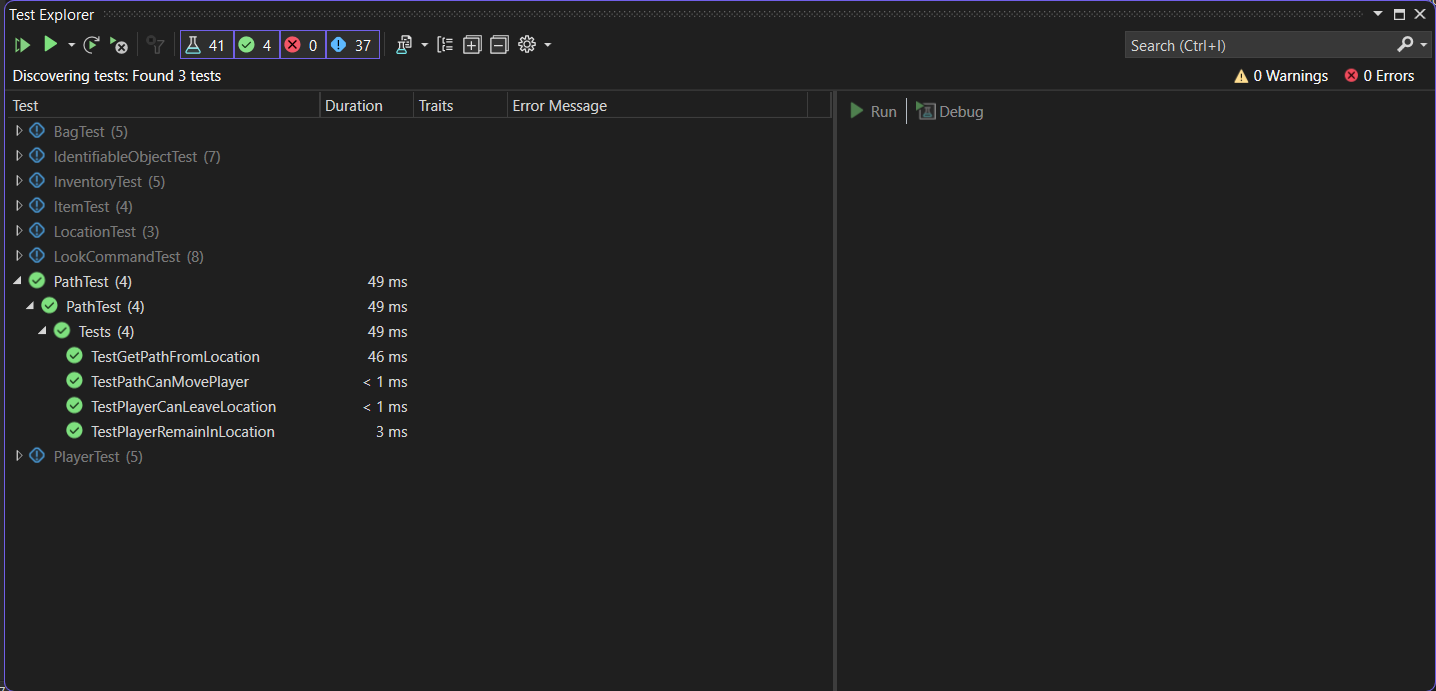 Test Explorer
41 4 0 37 Search (Ctrl+I)
Discovering tests: Found 3 tests 0 Warnings 0 Errors
Test Duration Traits Error Message
Run Debug
BagTest (5)
IdentifiableObjectTest (7)
InventoryTest (5)
ItemTest (4)
LocationTest (3)
LookCommandTest (8)
PathTest (4) 49 ms
PathTest (4) 49 ms
Tests (4) 49 ms
TestGetPathFromLocation 46 ms
TestPathCanMovePlayer < 1 ms
TestPlayerCanLeaveLocation < 1 ms
TestPlayerRemainInLocation 3 ms
PlayerTest (5)